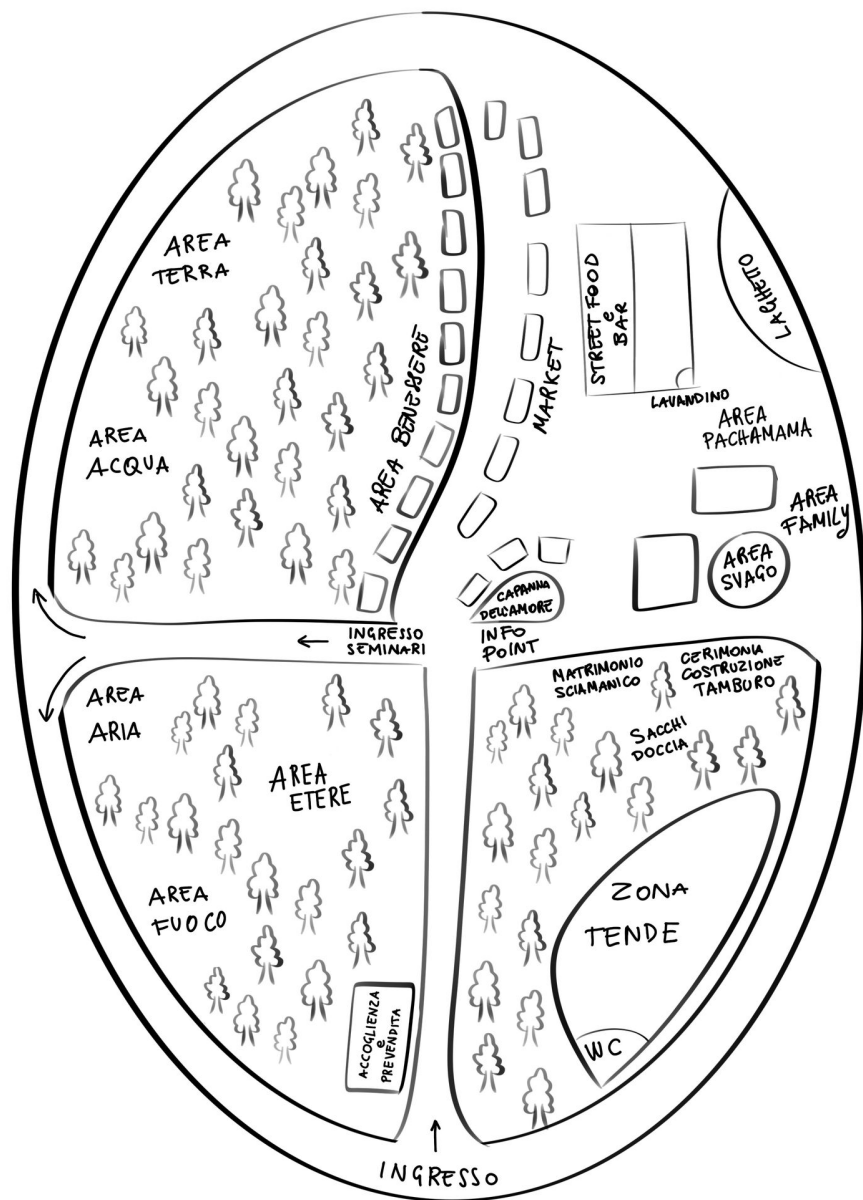 AREA
TERRA
AREA
ACQUA
AREA BENESSERE
MARKET
STREET FOOD
e
BAR
LAGHETTO
LAVANDINO
AREA
PACHAMAMA
AREA
FAMILY
AREA
SVAGO
CAPANNA
DELL'AMORE
INFO
POINT
INGRESSO
SEMINARI
AREA
ARIA
AREA
ETERE
AREA
FUOCO
ACCOGLIENZA
e
PREVENDITA
MATRIMONIO
SCIAMANICO
CERIMONIA
COSTRUZIONE
TAMBURO
SACCHI
DOCCIA
ZONA
TENDE
WC
INGRESSO